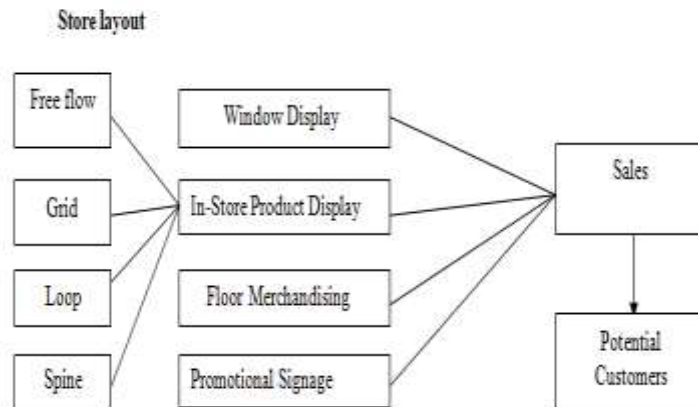 Store layout
Free flow
Window Display
Sales
Grid
In-Store Product Display
Loop
Floor Merchandising
Potential
Customers
Spine
Promotional Signage